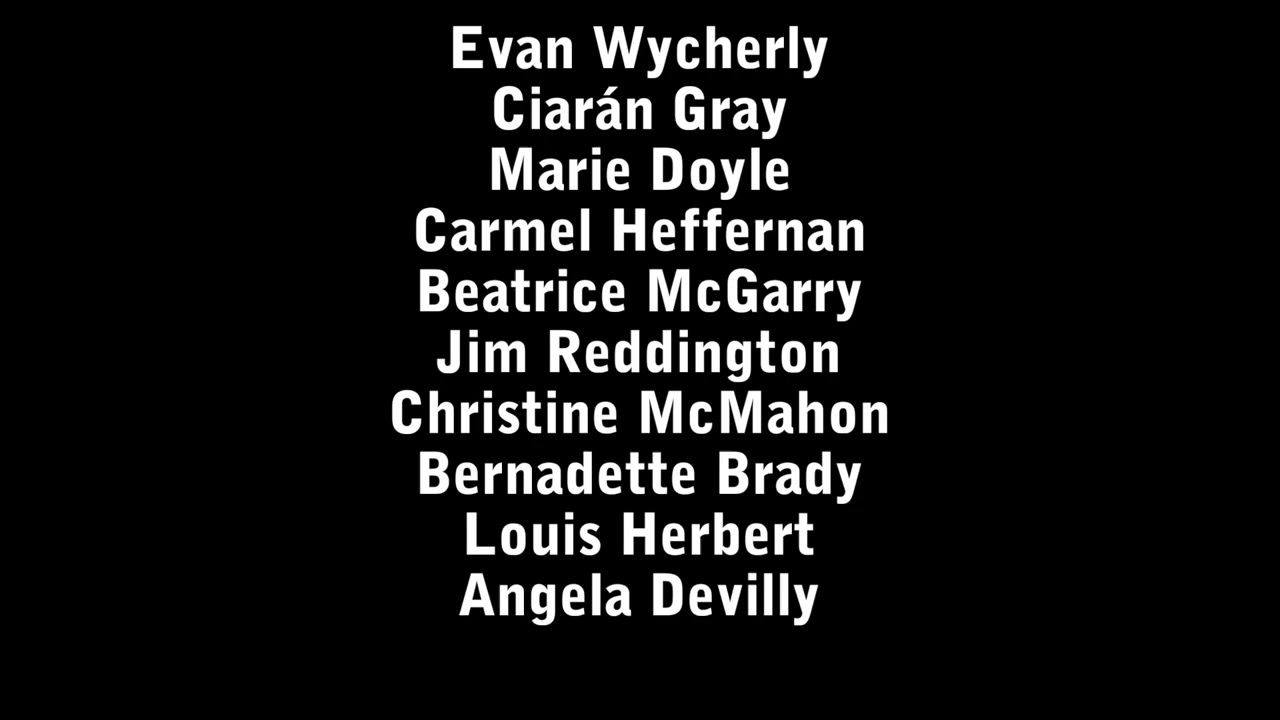 Evan Wycherly
Ciarán Gray
Marie Doyle
Carmel Heffernan
Beatrice McGarry
Jim Reddington
Christine McMahon
Bernadette Brady
Louis Herbert
Angela Devilly